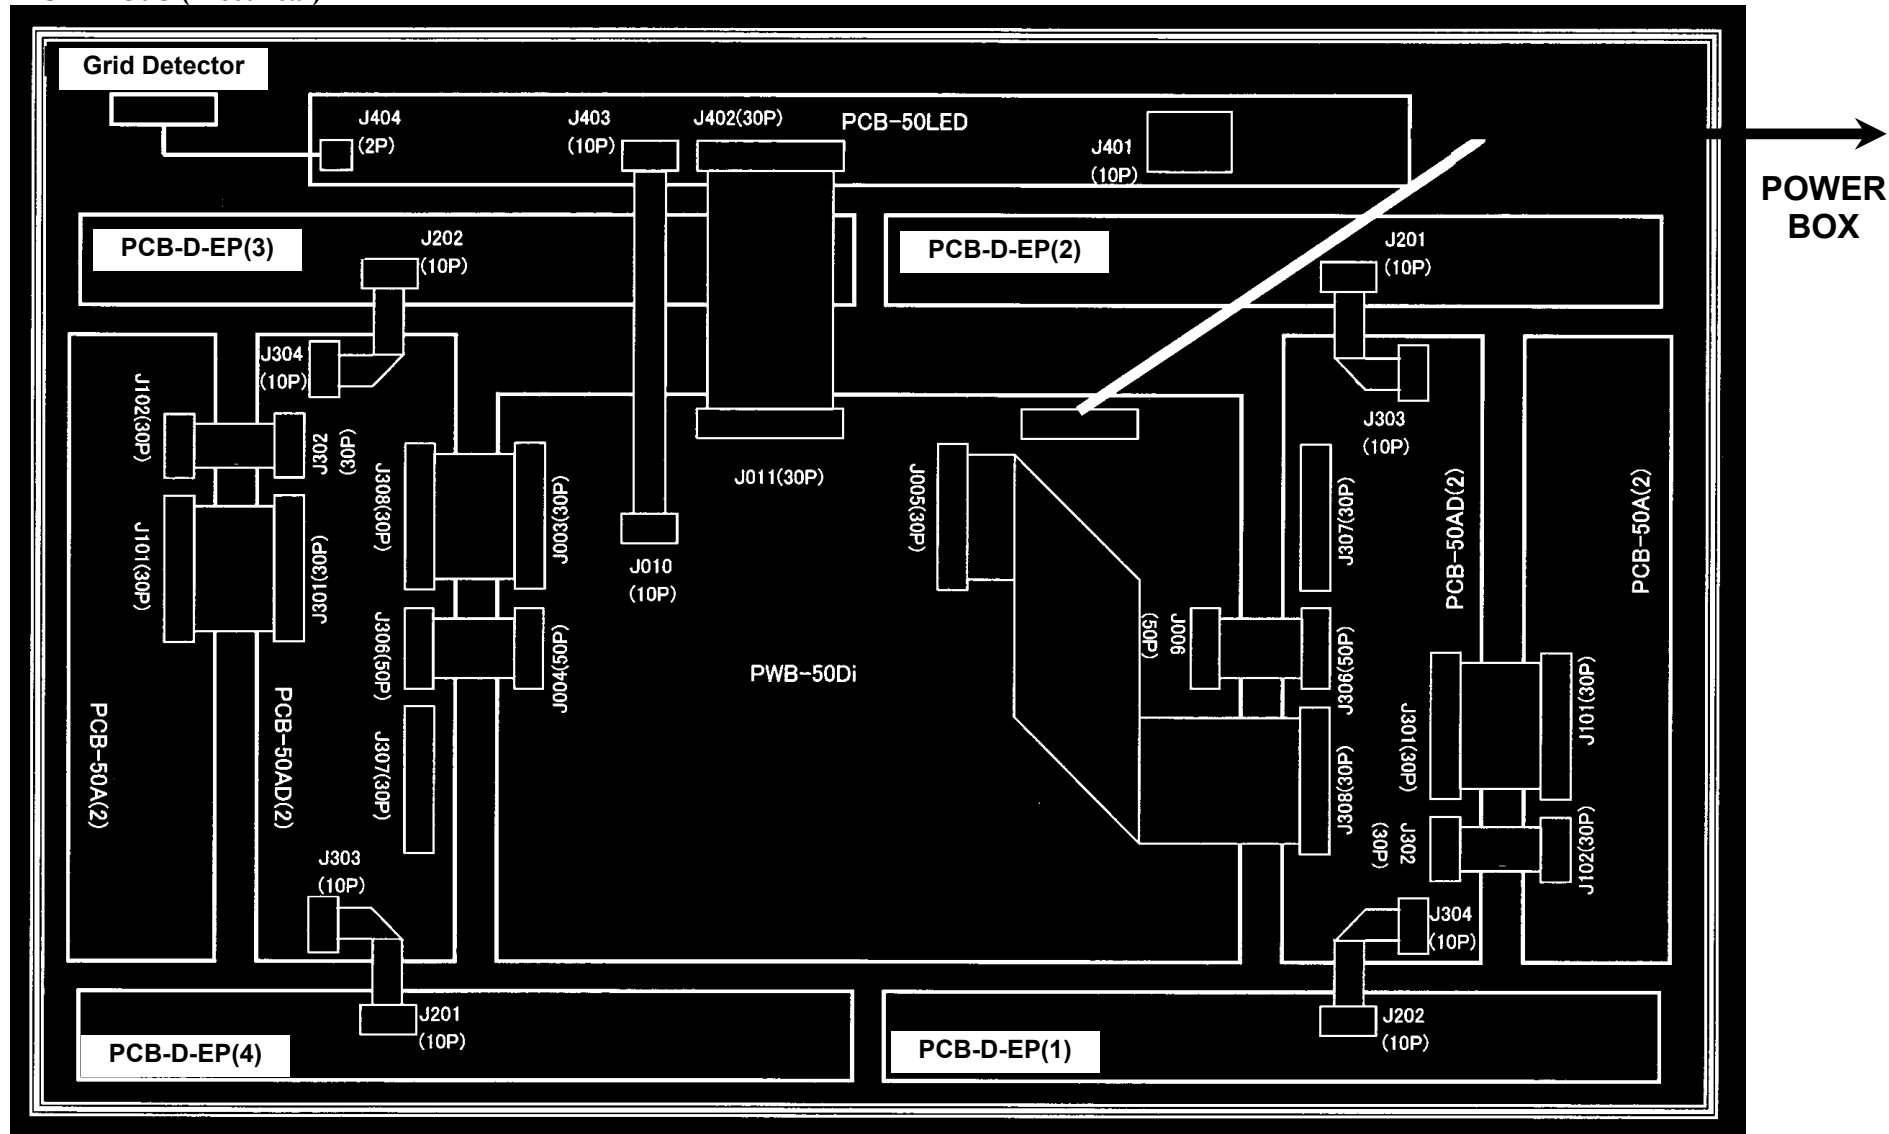 Grid Detector
J404
(2P)
J403
(10P)
J402(30P)
PCB-50LED
J401
(10P)
POWER
BOX
PCB-D-EP(3)
J202
(10P)
PCB-D-EP(2)
J201
(10P)
J304
(10P)
J303
(10P)
J102(30P)
J302
(30P)
J101(30P)
J301(30P)
J308(30P)
J003(30P)
J010
(10P)
J011(30P)
J005(30P)
J307(30P)
PCB-50AD(2)
PCB-50A(2)
J306(50P)
J004(50P)
PWB-50Di
J006
(50P)
J306(50P)
PCB-50A(2)
PCB-50AD(2)
J307(30P)
J308(30P)
J301(30P)
J101(30P)
J302
(30P)
J102(30P)
J303
(10P)
J304
(10P)
J201
(10P)
PCB-D-EP(4)
PCB-D-EP(1)
J202
(10P)